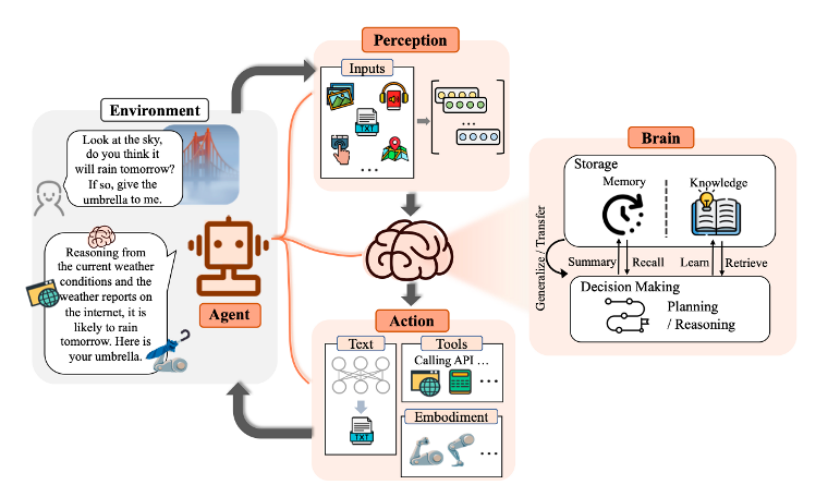 Perception
Inputs
TXT
...
...
Environment
Look at the sky,
do you think it
will rain tomorrow?
If so, give the
umbrella to me.
Reasoning from
the current weather
conditions and the
weather reports on
the internet, it is
likely to rain
tomorrow. Here is
your umbrella.
Agent
Action
Text
TXT
Tools
Calling API ...
...
Embodiment
...
Brain
Storage
Memory
Knowledge
Generalize / Transfer
Summary
Recall
Learn
Retrieve
Decision Making
Planning
/ Reasoning